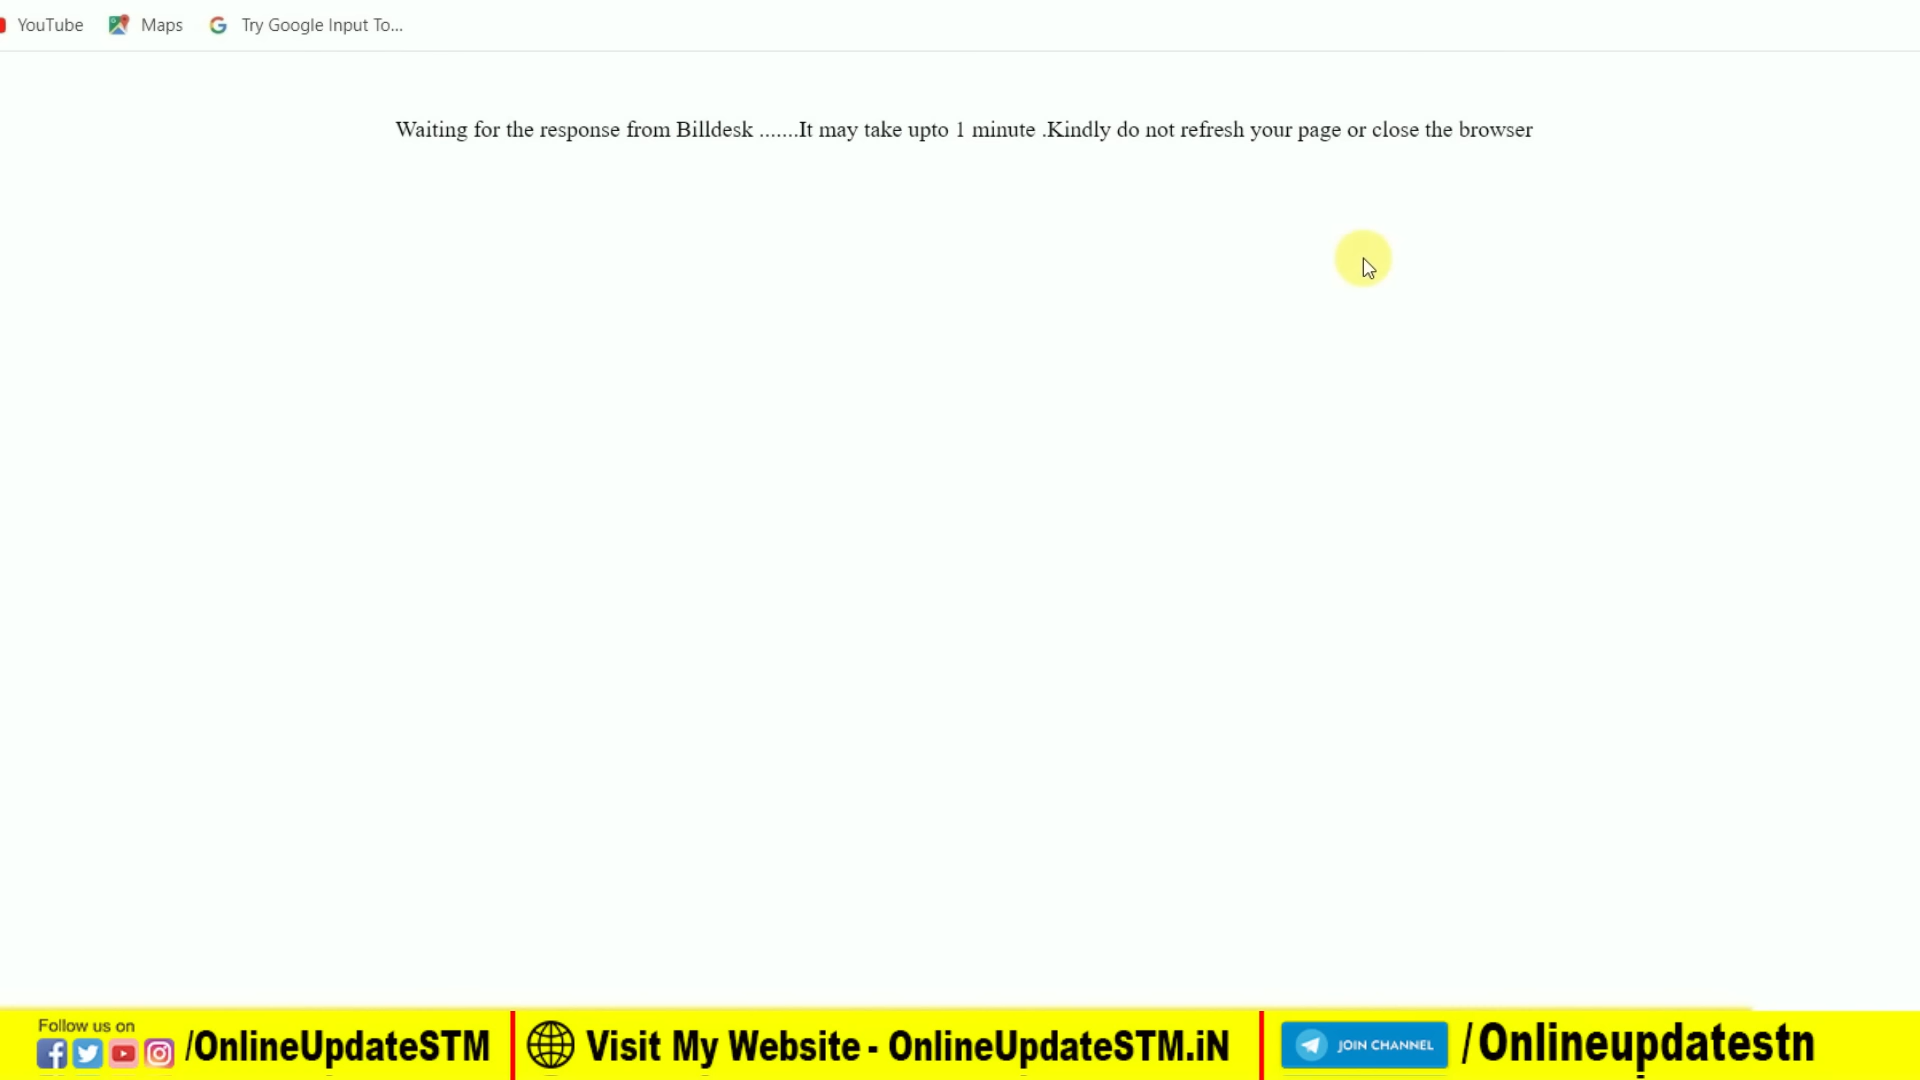 YouTube Maps Try Google Input To...
Waiting for the response from Billdesk .......It may take upto 1 minute .Kindly do not refresh your page or close the browser
Follow us on
/OnlineUpdateSTM
Visit My Website - OnlineUpdateSTM.iN
JOIN CHANNEL
/Onlineupdatestn